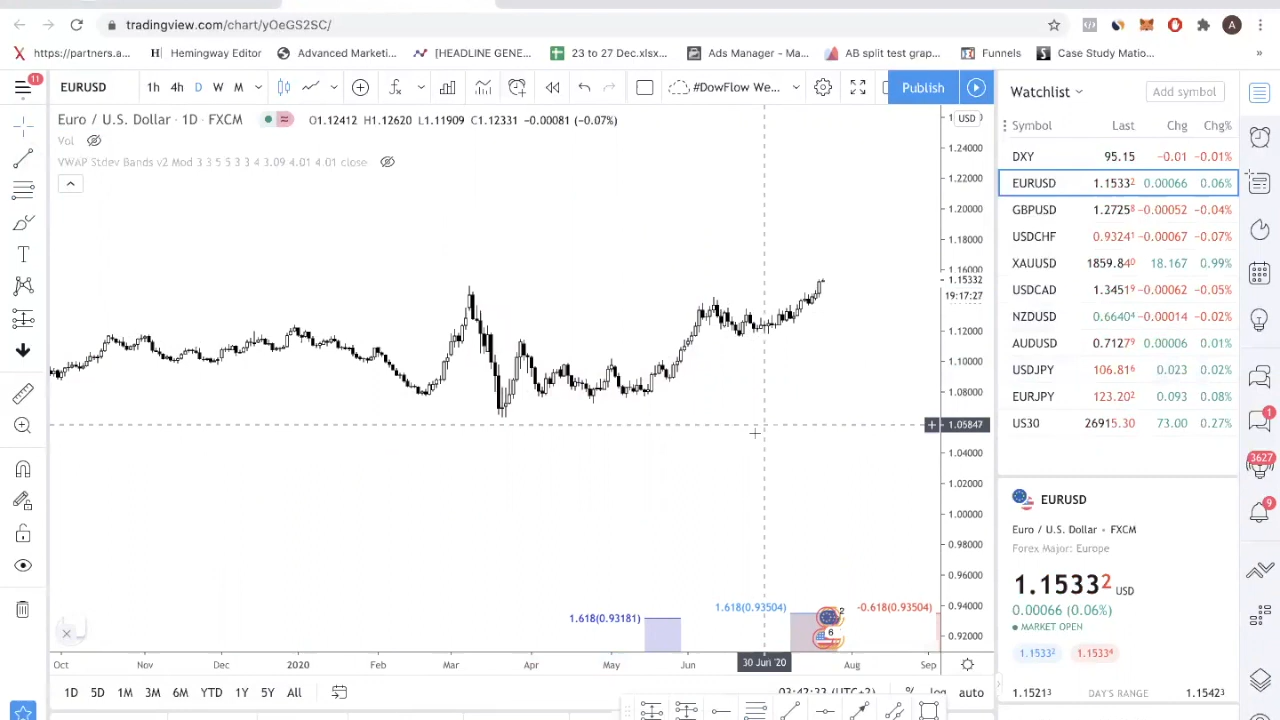 tradingview.com/chart/yOeGS2SC/
A
https://partners.a...
Hemingway Editor
Advanced Marketi...
[HEADLINE GENE...
23 to 27 Dec.xlsx...
Ads Manager - Ma...
AB split test grap...
Funnels
Case Study Matio...
»
11
EURUSD
1h 4h D W M
#DowFlow We...
Publish
Watchlist
Add symbol
Euro / U.S. Dollar · 1D · FXCM
O1.12412 H1.12620 L1.11909 C1.12331 -0.00081 (-0.07%)
USD
Vol
VWAP Stdev Bands v2 Mod 3 3 5 5 3 3 4 3.09 4.01 4.01 close
Symbol Last Chg Chg%
DXY 95.15 -0.01 -0.01%
EURUSD 1.1533² 0.00066 0.06%
GBPUSD 1.2725⁸ -0.00052 -0.04%
USDCHF 0.9324¹ -0.00067 -0.07%
XAUUSD 1859.84⁰ 18.167 0.99%
USDCAD 1.3451⁹ -0.00062 -0.05%
NZDUSD 0.6640⁴ -0.00014 -0.02%
AUDUSD 0.7127⁹ 0.00006 0.01%
USDJPY 106.81⁶ 0.023 0.02%
EURJPY 123.20² 0.093 0.08%
US30 26915.30 73.00 0.27%
1.24000
1.22000
1.20000
1.18000
1.16000
1.15332
19:17:27
1.12000
1.10000
1.08000
1.05847
1.04000
1.02000
1.00000
0.98000
0.96000
0.94000
0.92000
1
3627
9
EURUSD
Euro / U.S. Dollar • FXCM
Forex Major: Europe
1.1533² USD
0.00066 (0.06%)
MARKET OPEN
1.1533² 1.1533⁴
1.1521³ DAY'S RANGE 1.1542³
1.618(0.93181)
1.618(0.93504)
-0.618(0.93504)
2
6
Oct Nov Dec 2020 Feb Mar Apr May Jun 30 Jun '20 Aug Sep
1D 5D 1M 3M 6M YTD 1Y 5Y All
% log auto